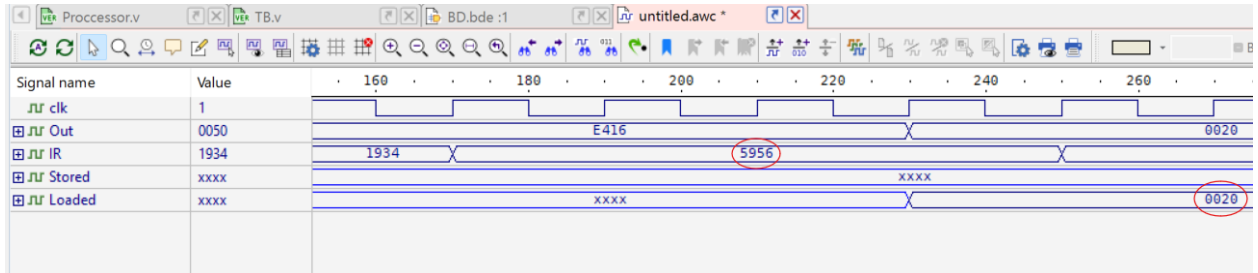 Proccessor.v TB.v BD.bde :1 untitled.awc *
Signal name Value 160 180 200 220 240 260
clk 1
Out 0050 E416 0020
IR 1934 1934 5956
Stored xxxx xxxx
Loaded xxxx xxxx 0020